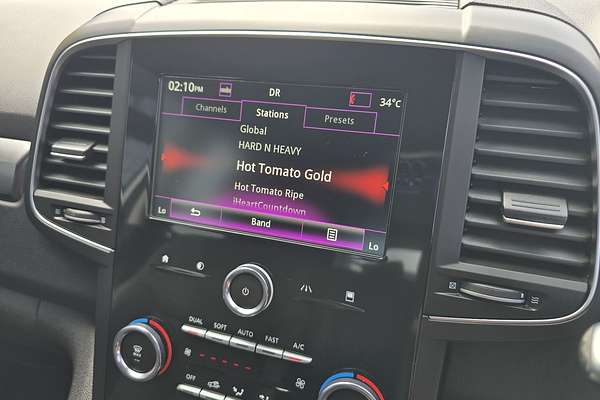 02:10PM DR 34°C
Channels Stations Presets
Global
HARD N HEAVY
Hot Tomato Gold
Hot Tomato Ripe
iHeartCountdown
Lo Band Lo
DUAL SOFT AUTO FAST A/C
OFF